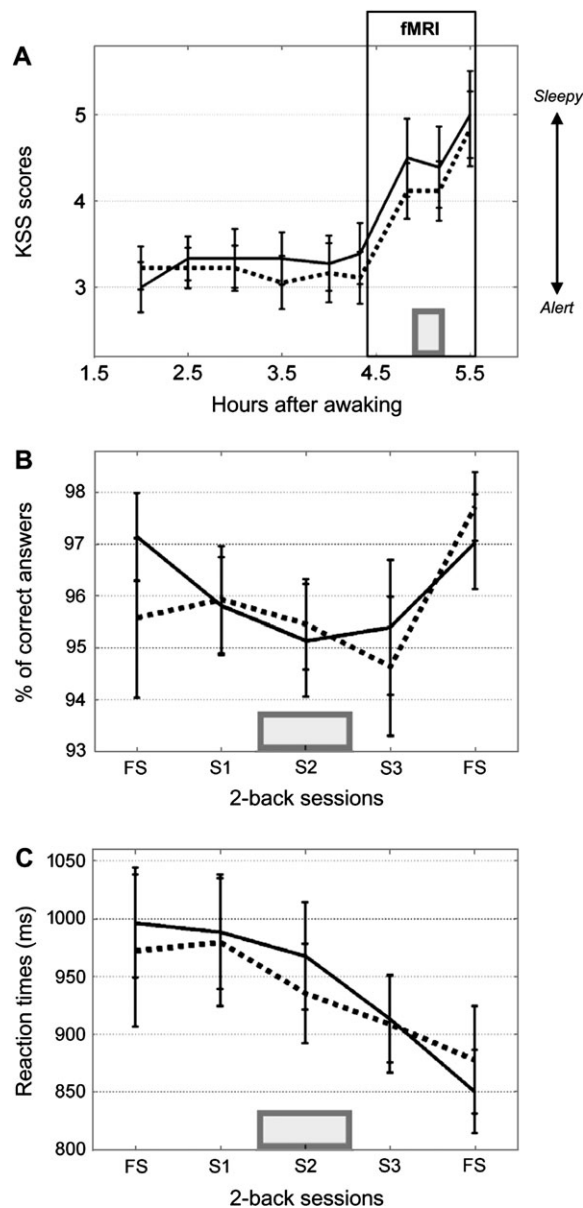 fMRI
A
KSS scores
5
4
3
Sleepy
Alert
1.5 2.5 3.5 4.5 5.5
Hours after awaking
B
% of correct answers
98
97
96
95
94
93
FS S1 S2 S3 FS
2-back sessions
C
Reaction times (ms)
1050
1000
950
900
850
800
FS S1 S2 S3 FS
2-back sessions